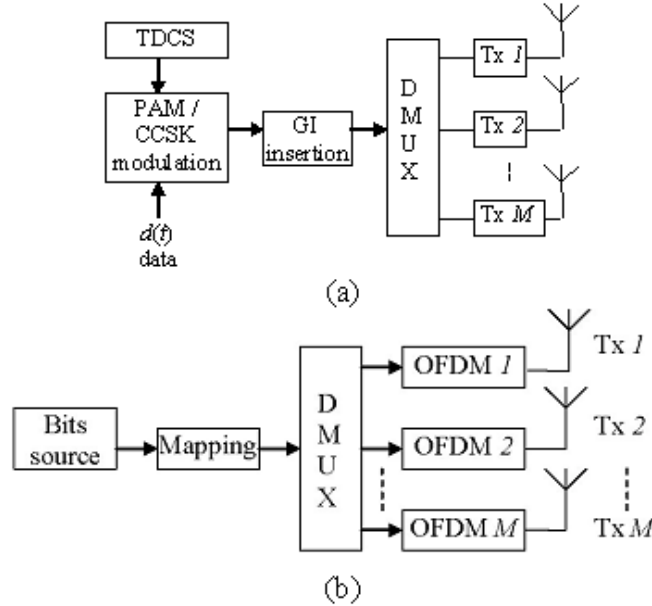 TDCS
PAM /
CCSK
modulation
d(t)
data
GI
insertion
D
M
U
X
Tx 1
Tx 2
Tx M
(a)
Bits
source
Mapping
D
M
U
X
OFDM 1
OFDM 2
OFDM M
Tx 1
Tx 2
Tx M
(b)